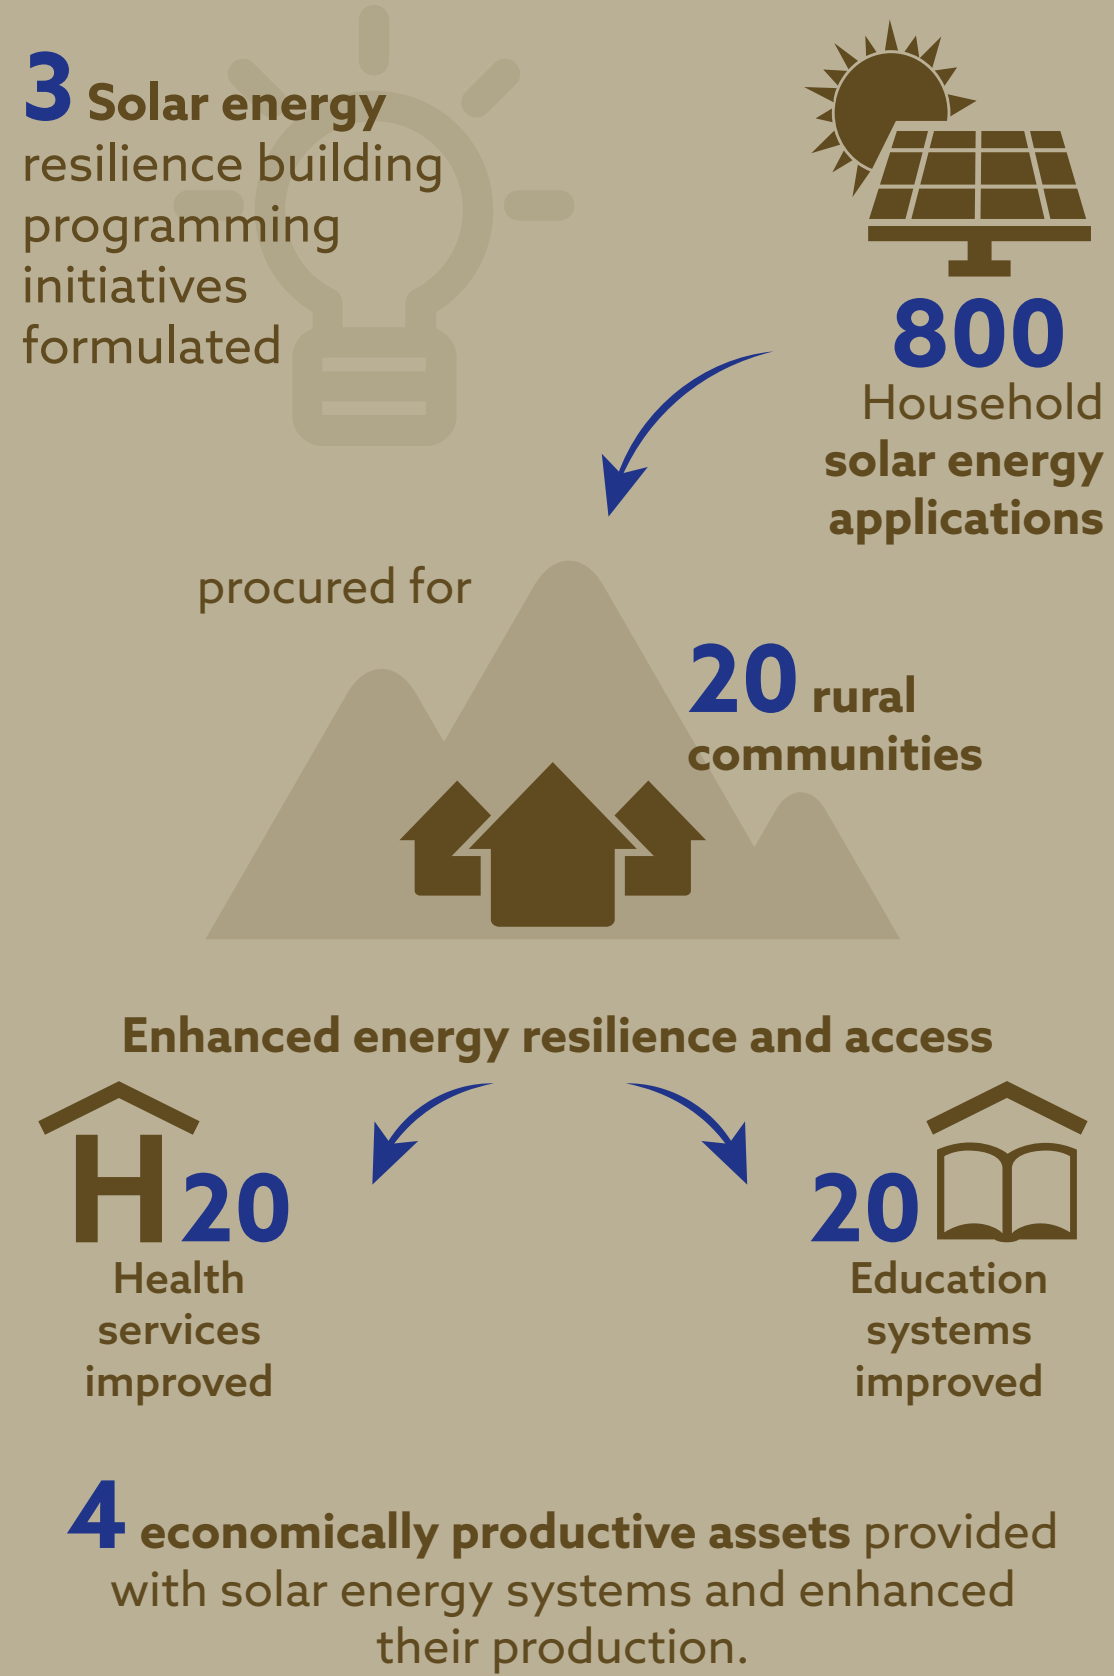 3 Solar energy
resilience building
programming
initiatives
formulated
800
Household
solar energy
applications
procured for
20 rural
communities
Enhanced energy resilience and access
H 20
Health
services
improved
20
Education
systems
improved
4 economically productive assets provided
with solar energy systems and enhanced
their production.